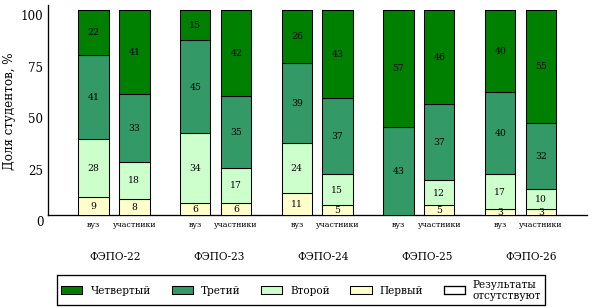 Доля студентов, %
100
75
50
25
0
22 41 15 42 26 43 57 46 40 55
41 33 45 35 39 37 43 37 40 32
28 18 34 17 24 15 12 17 10
9 8 6 6 11 5 5 3 3
вуз участники вуз участники вуз участники вуз участники вуз участники
ФЭПО-22 ФЭПО-23 ФЭПО-24 ФЭПО-25 ФЭПО-26
Четвертый Третий Второй Первый Результаты
отсутствуют